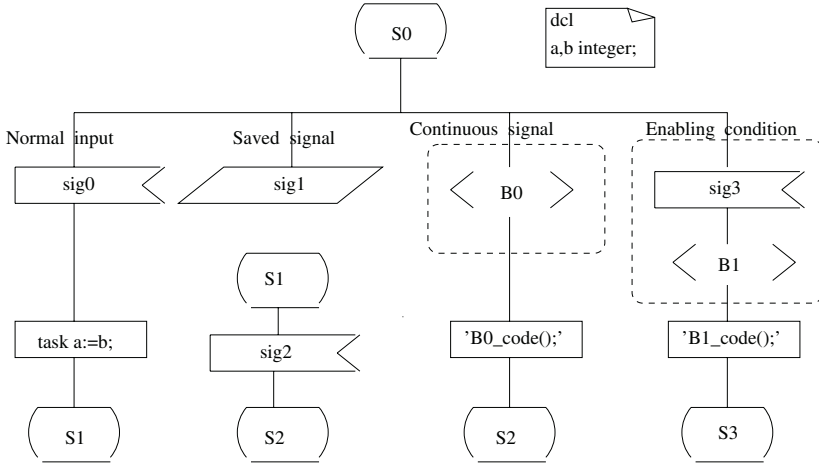 S0
dcl
a,b integer;
Normal input
Saved signal
Continuous signal
Enabling condition
sig0
sig1
B0
sig3
B1
S1
sig2
task a:=b;
'B0_code();'
'B1_code();'
S1
S2
S2
S3